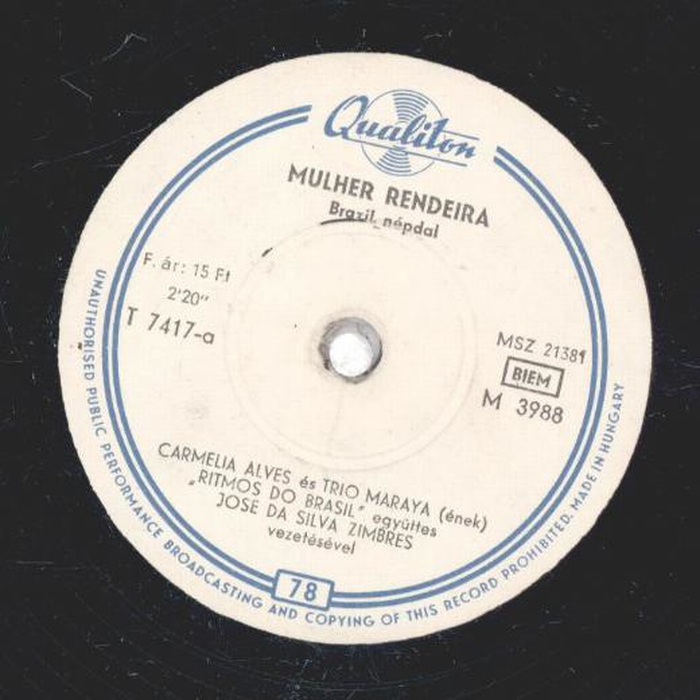 Qualiton
MULHER RENDEIRA
Brazil népdal
F. ár: 15 Ft
2'20"
T 7417-a
MSZ 21381
BIEM
M 3988
CARMELIA ALVES és TRIO MARAYA (ének)
„RITMOS DO BRASIL” együttes
JOSE DA SILVA ZIMBRES
vezetésével
78
UNAUTHORISED PUBLIC PERFORMANCE BROADCASTING AND COPYING OF THIS RECORD PROHIBITED. MADE IN HUNGARY